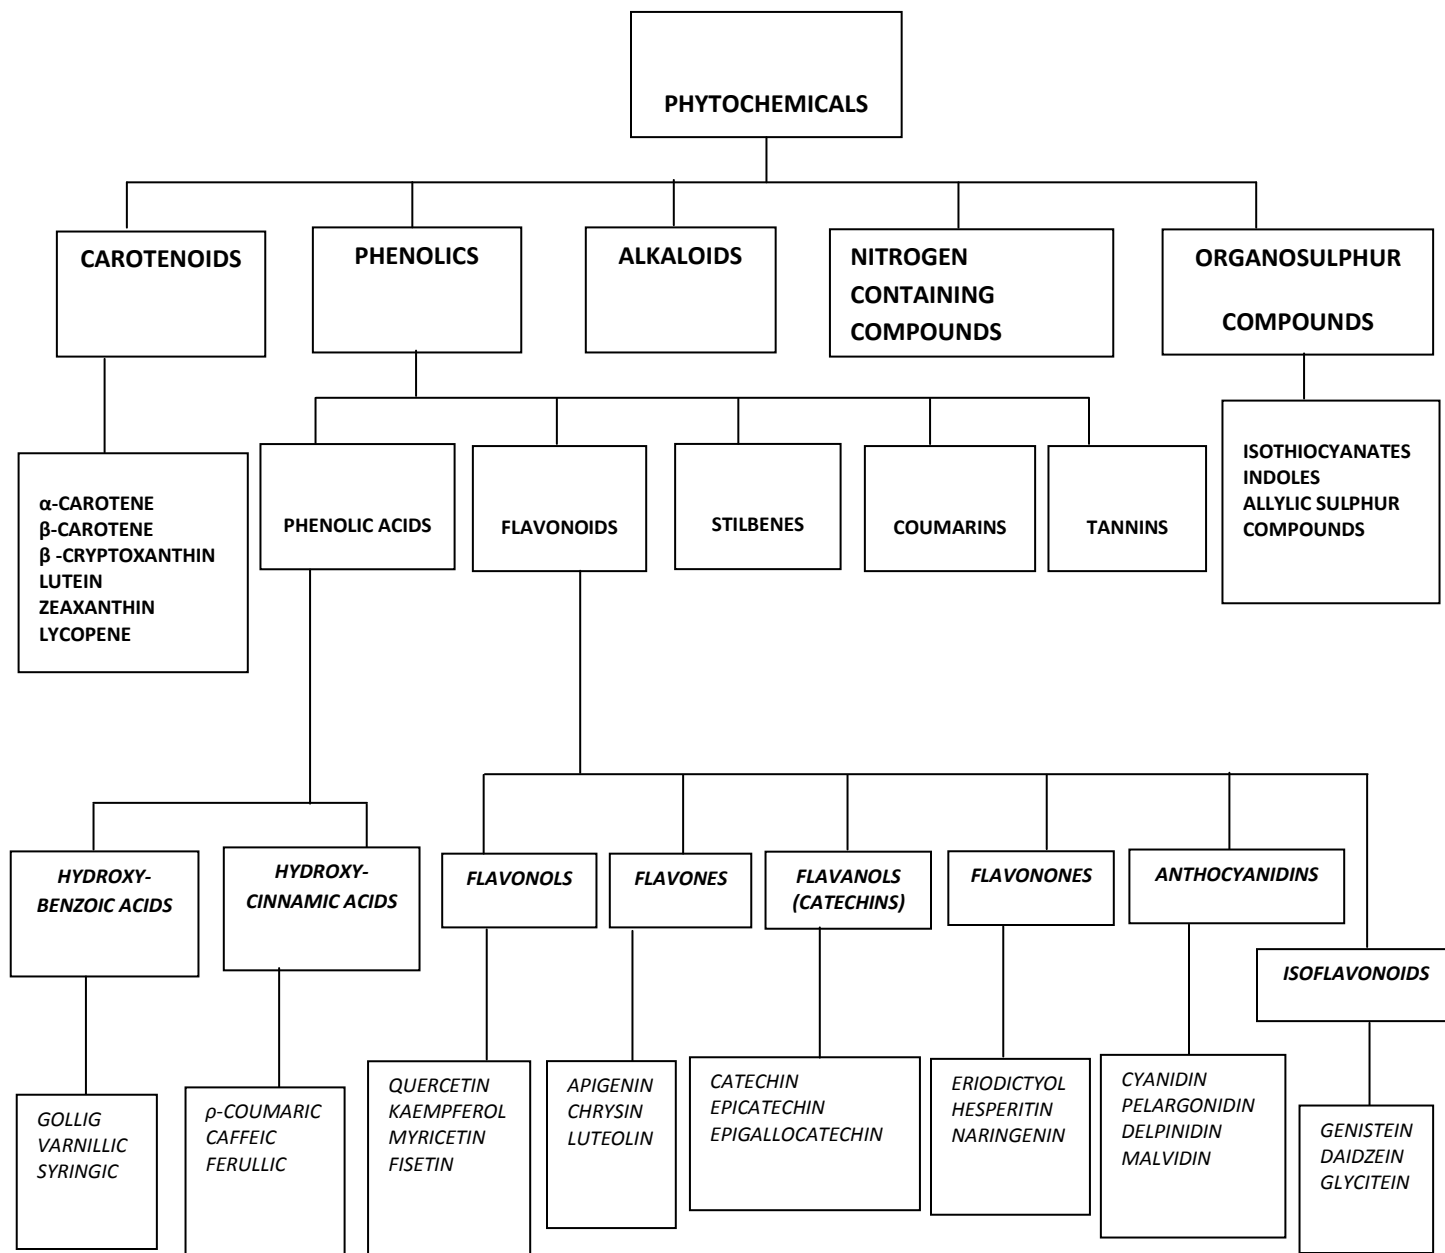 PHYTOCHEMICALS
CAROTENOIDS
PHENOLICS
ALKALOIDS
NITROGEN
CONTAINING
COMPOUNDS
ORGANOSULPHUR
COMPOUNDS
α-CAROTENE
β-CAROTENE
β -CRYPTOXANTHIN
LUTEIN
ZEAXANTHIN
LYCOPENE
PHENOLIC ACIDS
FLAVONOIDS
STILBENES
COUMARINS
TANNINS
ISOTHIOCYANATES
INDOLES
ALLYLIC SULPHUR
COMPOUNDS
HYDROXY-
BENZOIC ACIDS
HYDROXY-
CINNAMIC ACIDS
FLAVONOLS
FLAVONES
FLAVANOLS
(CATECHINS)
FLAVONONES
ANTHOCYANIDINS
ISOFLAVONOIDS
GOLLIG
VARNILLIC
SYRINGIC
ρ-COUMARIC
CAFFEIC
FERULLIC
QUERCETIN
KAEMPFEROL
MYRICETIN
FISETIN
APIGENIN
CHRYSIN
LUTEOLIN
CATECHIN
EPICATECHIN
EPIGALLOCATECHIN
ERIODICTYOL
HESPERITIN
NARINGENIN
CYANIDIN
PELARGONIDIN
DELPINIDIN
MALVIDIN
GENISTEIN
DAIDZEIN
GLYCITEIN